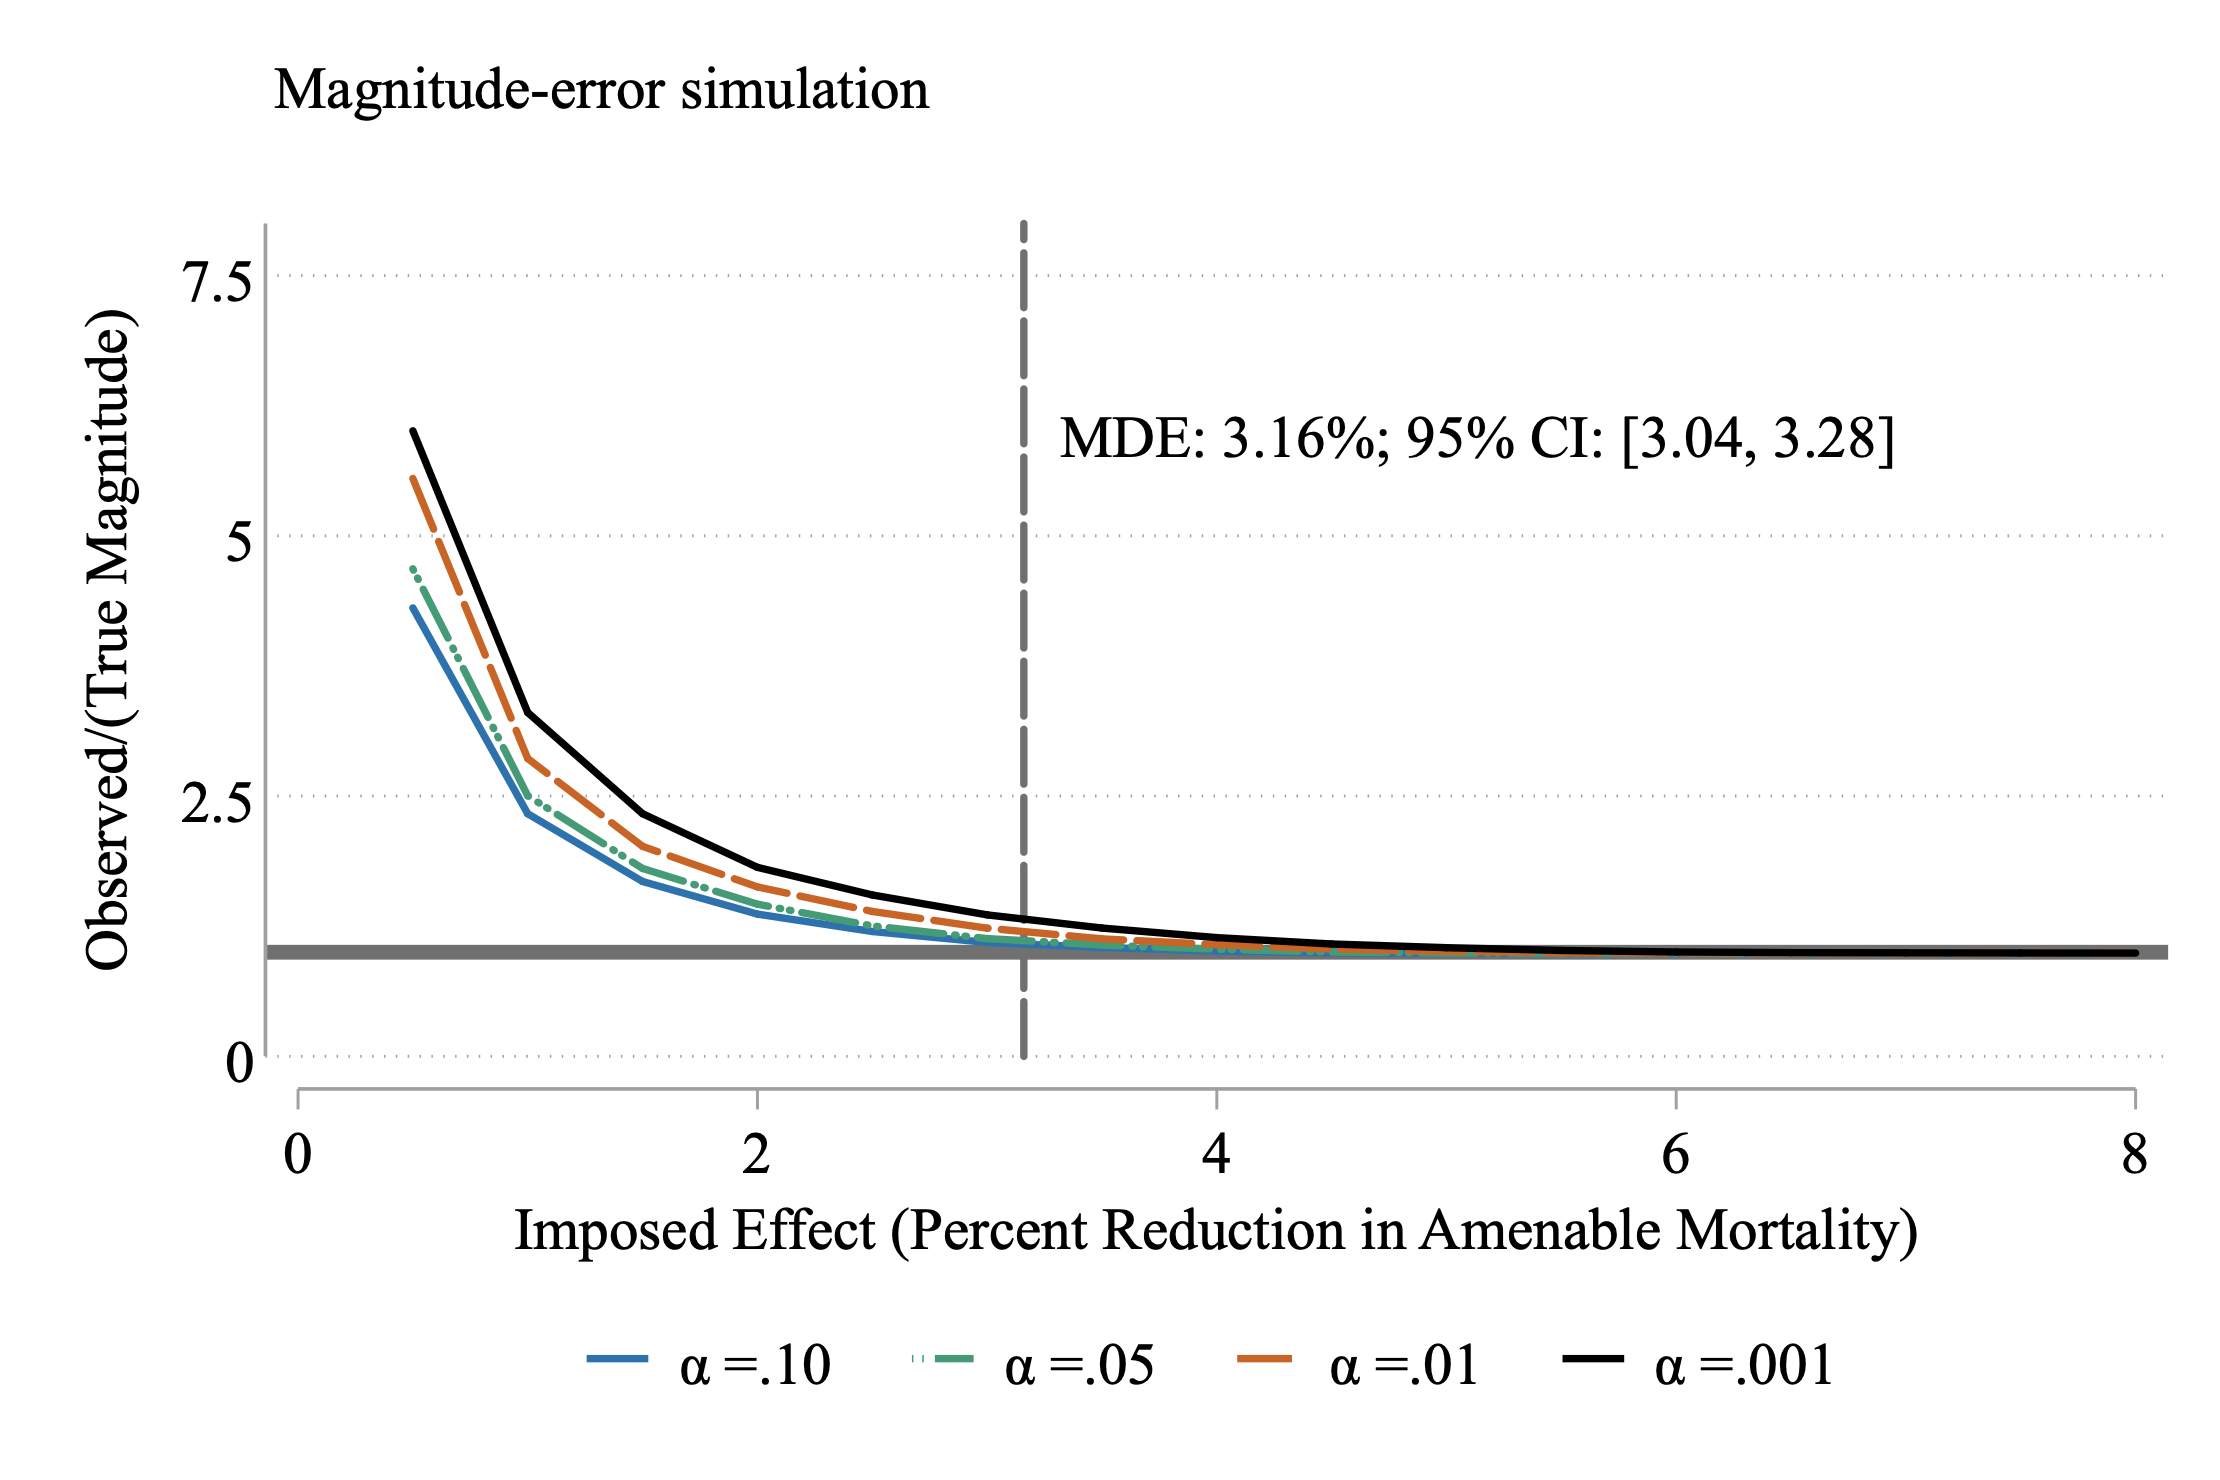 Magnitude-error simulation
Observed/(True Magnitude)
7.5
5
2.5
0
MDE: 3.16%; 95% CI: [3.04, 3.28]
0 2 4 6 8
Imposed Effect (Percent Reduction in Amenable Mortality)
α =.10 α =.05 α =.01 α =.001